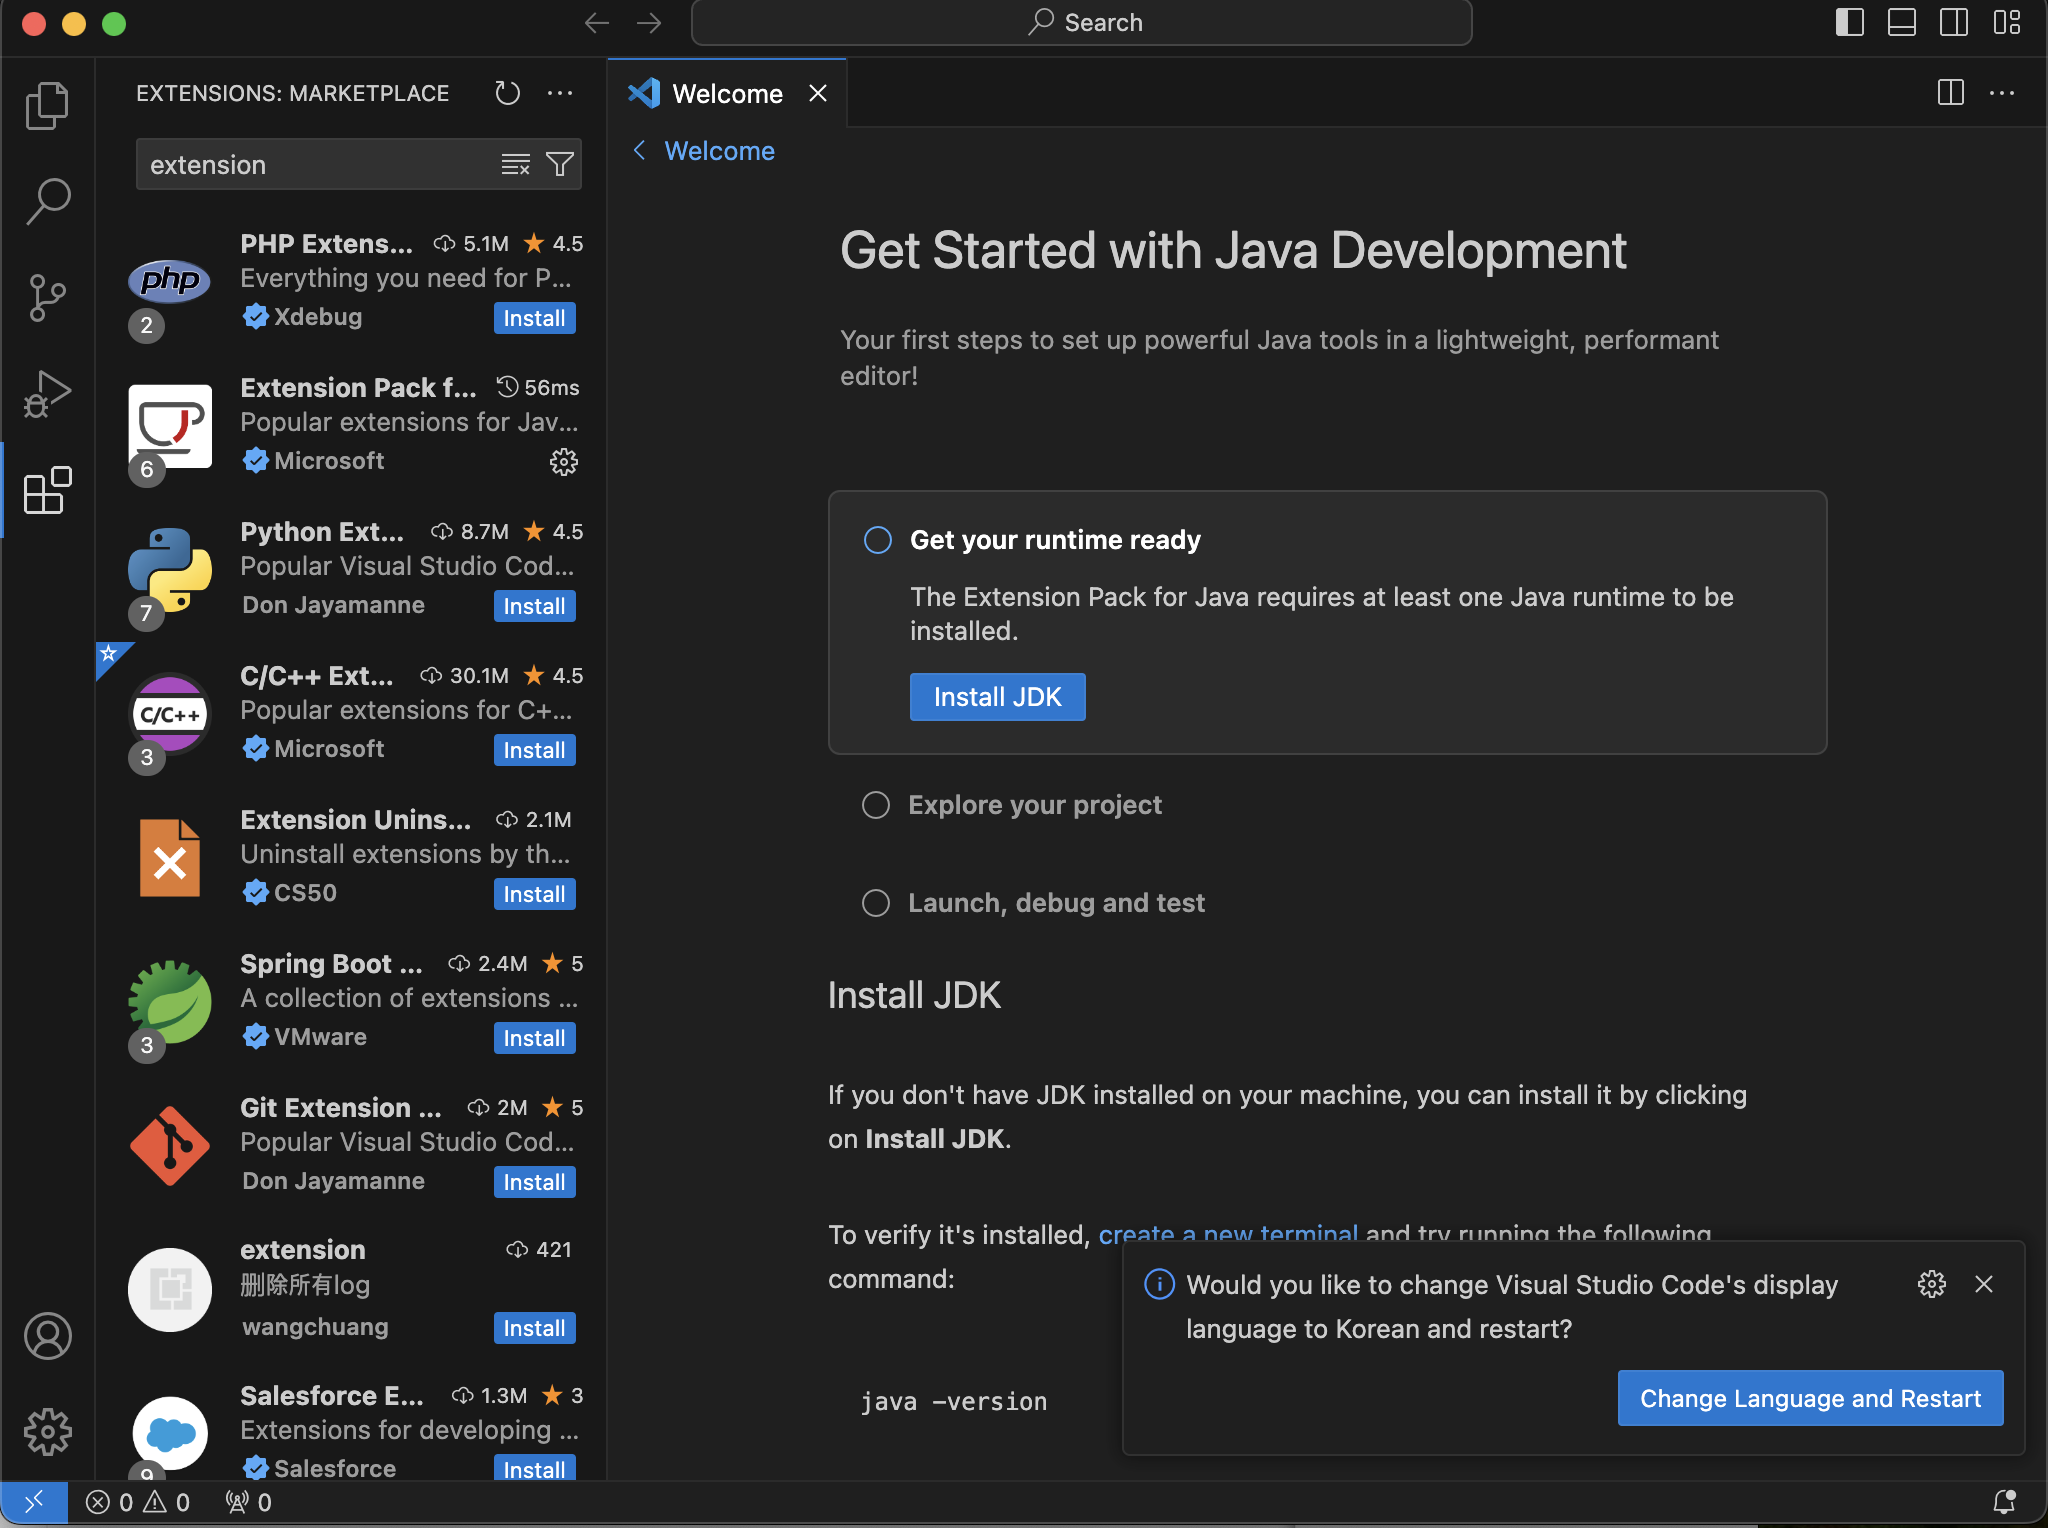 Search
EXTENSIONS: MARKETPLACE
extension
PHP Extens... 5.1M 4.5
Everything you need for P...
Xdebug
Install
php
2
Extension Pack f... 56ms
Popular extensions for Jav...
Microsoft
6
Python Ext... 8.7M 4.5
Popular Visual Studio Cod...
Don Jayamanne
Install
7
C/C++ Ext... 30.1M 4.5
Popular extensions for C+...
Microsoft
Install
C/C++
3
Extension Unins... 2.1M
Uninstall extensions by th...
CS50
Install
Spring Boot ... 2.4M 5
A collection of extensions ...
VMware
Install
3
Git Extension ... 2M 5
Popular Visual Studio Cod...
Don Jayamanne
Install
extension 421
删除所有log
wangchuang
Install
Salesforce E... 1.3M 3
Extensions for developing ...
Salesforce
Install
9
Welcome
Welcome
Get Started with Java Development
Your first steps to set up powerful Java tools in a lightweight, performant
editor!
Get your runtime ready
The Extension Pack for Java requires at least one Java runtime to be
installed.
Install JDK
Explore your project
Launch, debug and test
Install JDK
If you don't have JDK installed on your machine, you can install it by clicking
on Install JDK.
To verify it's installed, create a new terminal and try running the following
command:
java -version
Would you like to change Visual Studio Code's display
language to Korean and restart?
Change Language and Restart
0 0 0